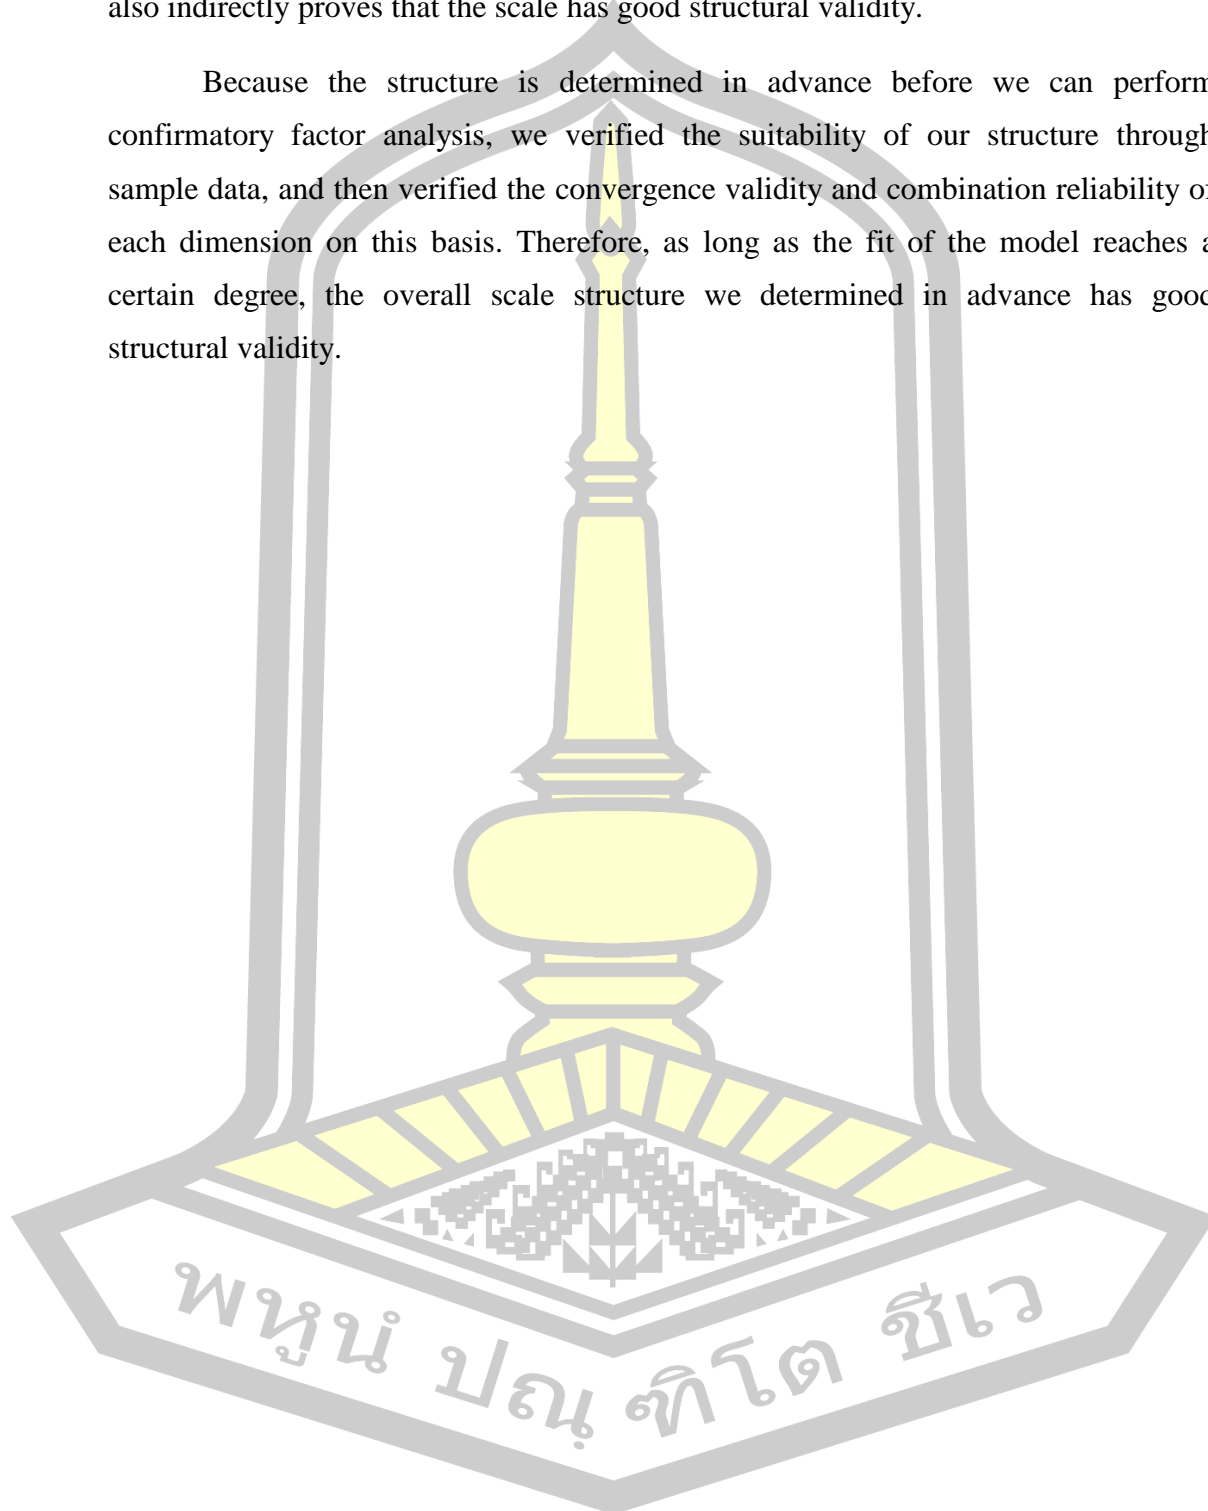 also indirectly proves that the scale has good structural validity.
Because the structure is determined in advance before we can perform
confirmatory factor analysis, we verified the suitability of our structure through
sample data, and then verified the convergence validity and combination reliability of
each dimension on this basis. Therefore, as long as the fit of the model reaches a
certain degree, the overall scale structure we determined in advance has good
structural validity.
พหูนํ ปณฺฑิโต ชีเว